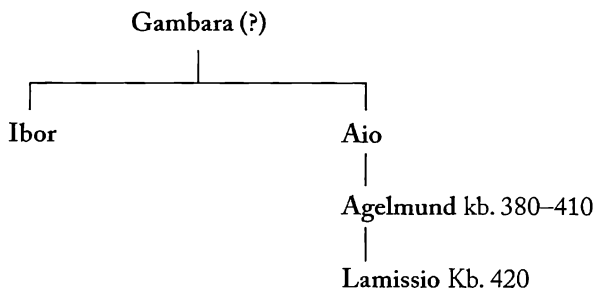 Gambara (?)
Ibor
Aio
Agelmund kb. 380–410
Lamissio Kb. 420